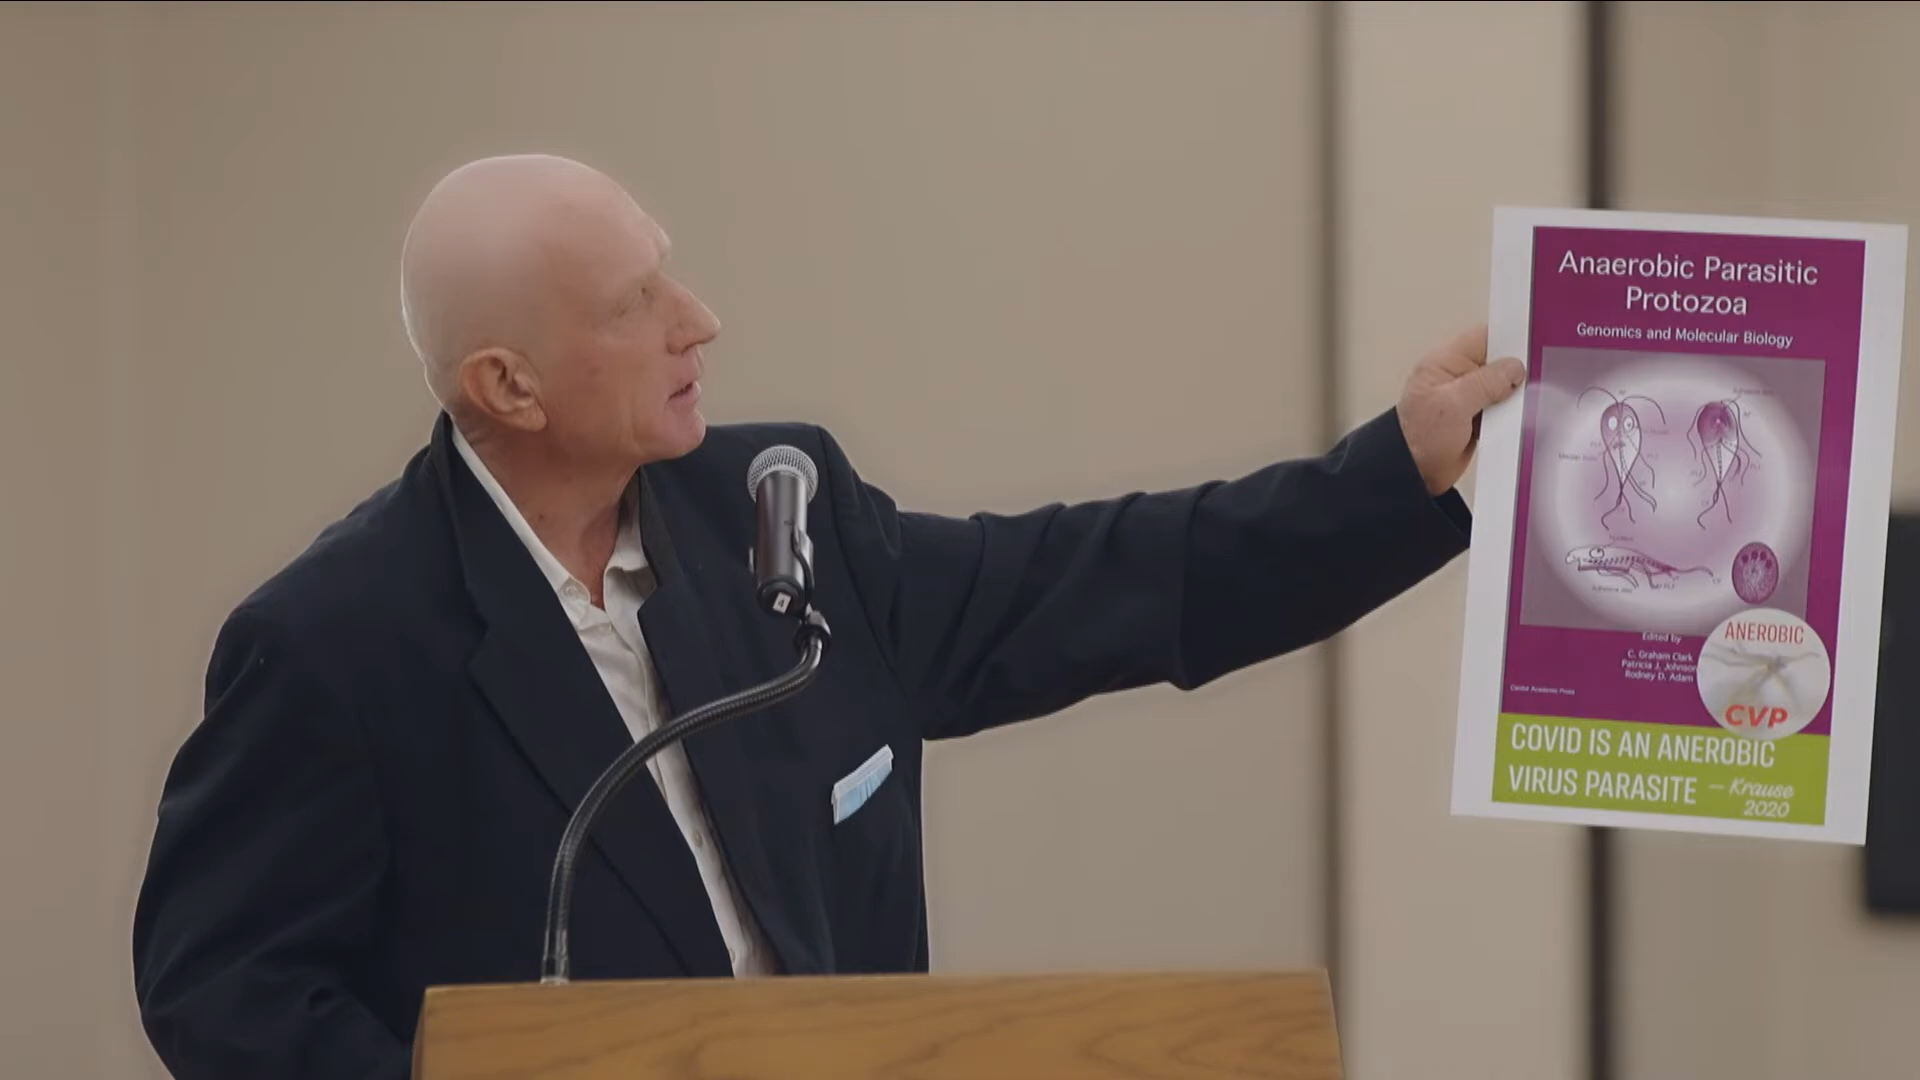 Anaerobic Parasitic
Protozoa
Genomics and Molecular Biology
Edited by
C. Graham Clark
Patricia J. Johnson
Rodney D. Adam
ANEROBIC
CVP
COVID IS AN ANEROBIC
VIRUS PARASITE – Krause
2020
4